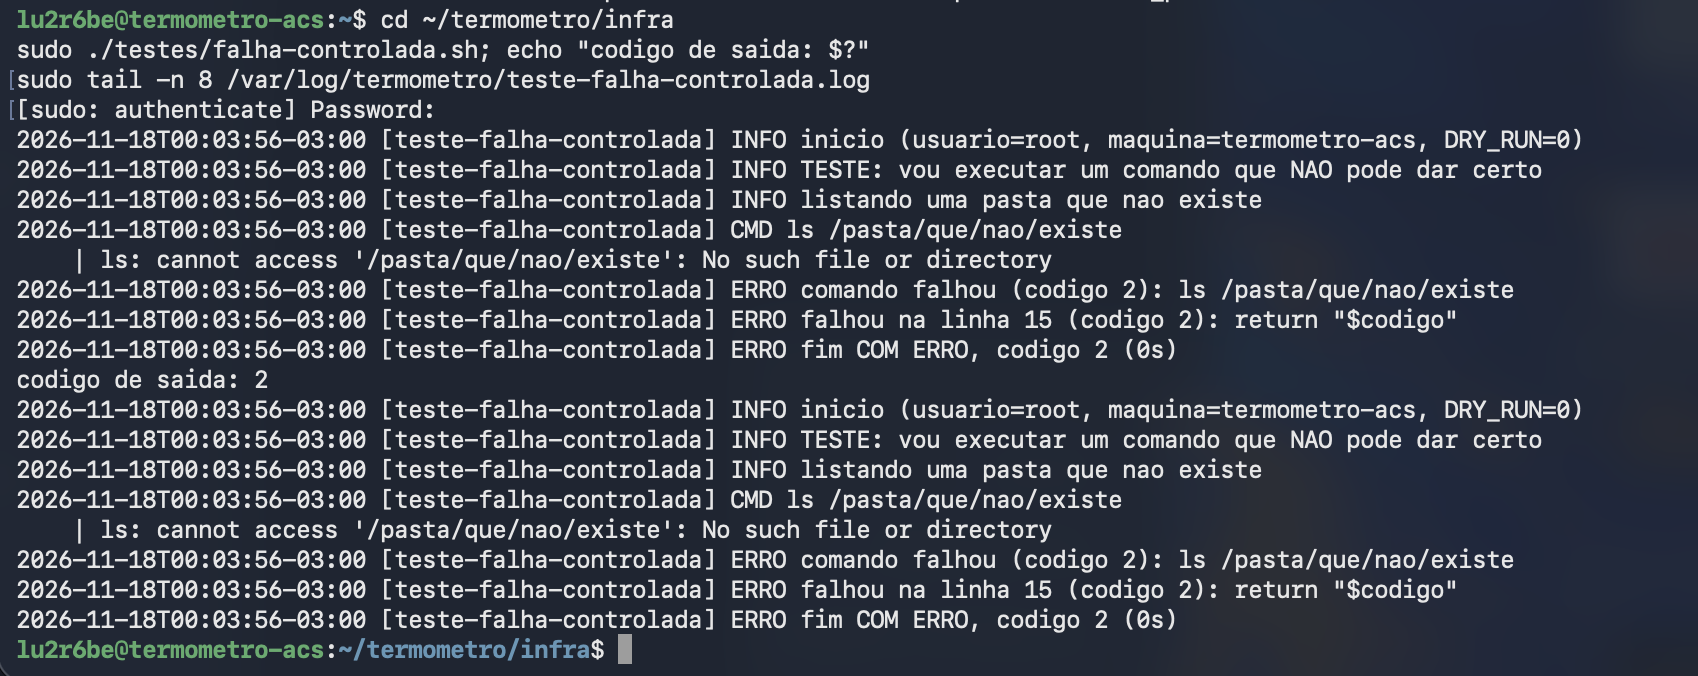 lu2r6be@termometro-acs:~$ cd ~/termometro/infra
sudo ./testes/falha-controlada.sh; echo "codigo de saida: $?"
[sudo tail -n 8 /var/log/termometro/teste-falha-controlada.log
[[sudo: authenticate] Password:
2026-11-18T00:03:56-03:00 [teste-falha-controlada] INFO inicio (usuario=root, maquina=termometro-acs, DRY_RUN=0)
2026-11-18T00:03:56-03:00 [teste-falha-controlada] INFO TESTE: vou executar um comando que NAO pode dar certo
2026-11-18T00:03:56-03:00 [teste-falha-controlada] INFO listando uma pasta que nao existe
2026-11-18T00:03:56-03:00 [teste-falha-controlada] CMD ls /pasta/que/nao/existe
    | ls: cannot access '/pasta/que/nao/existe': No such file or directory
2026-11-18T00:03:56-03:00 [teste-falha-controlada] ERRO comando falhou (codigo 2): ls /pasta/que/nao/existe
2026-11-18T00:03:56-03:00 [teste-falha-controlada] ERRO falhou na linha 15 (codigo 2): return "$codigo"
2026-11-18T00:03:56-03:00 [teste-falha-controlada] ERRO fim COM ERRO, codigo 2 (0s)
codigo de saida: 2
2026-11-18T00:03:56-03:00 [teste-falha-controlada] INFO inicio (usuario=root, maquina=termometro-acs, DRY_RUN=0)
2026-11-18T00:03:56-03:00 [teste-falha-controlada] INFO TESTE: vou executar um comando que NAO pode dar certo
2026-11-18T00:03:56-03:00 [teste-falha-controlada] INFO listando uma pasta que nao existe
2026-11-18T00:03:56-03:00 [teste-falha-controlada] CMD ls /pasta/que/nao/existe
    | ls: cannot access '/pasta/que/nao/existe': No such file or directory
2026-11-18T00:03:56-03:00 [teste-falha-controlada] ERRO comando falhou (codigo 2): ls /pasta/que/nao/existe
2026-11-18T00:03:56-03:00 [teste-falha-controlada] ERRO falhou na linha 15 (codigo 2): return "$codigo"
2026-11-18T00:03:56-03:00 [teste-falha-controlada] ERRO fim COM ERRO, codigo 2 (0s)
lu2r6be@termometro-acs:~/termometro/infra$